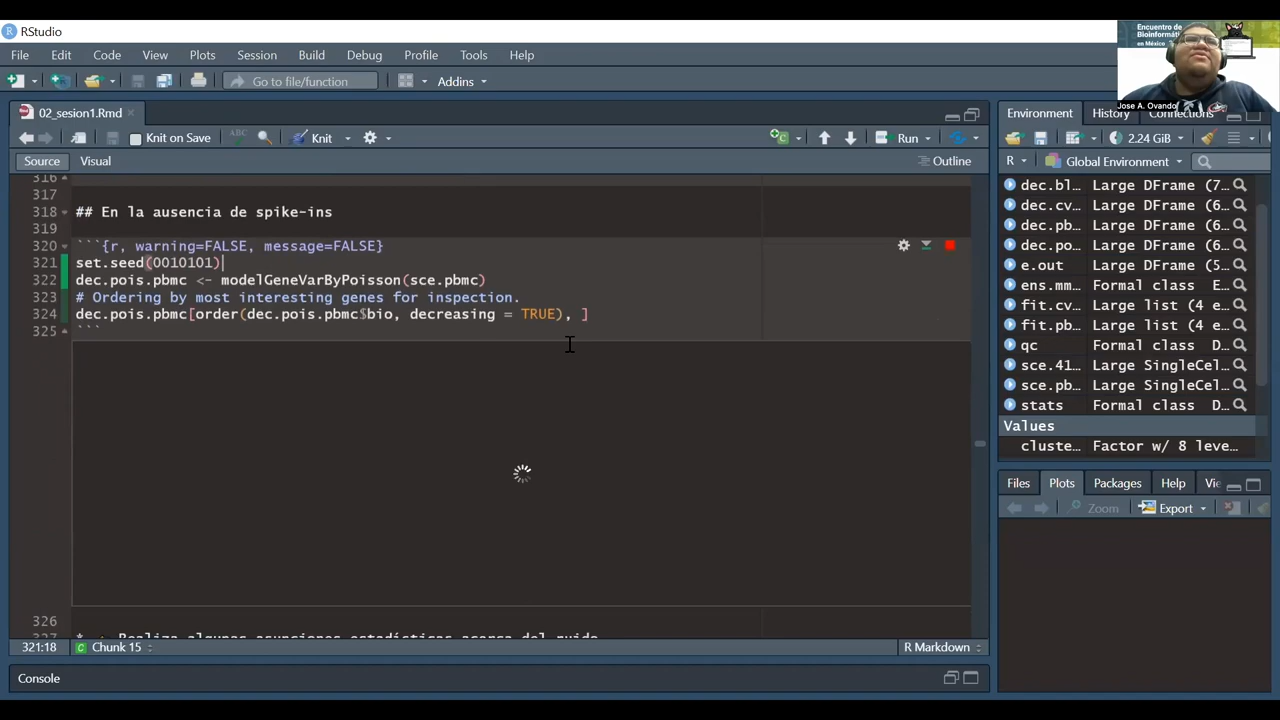 RStudio
File Edit Code View Plots Session Build Debug Profile Tools Help
Go to file/function Addins
Encuentro de
Bioinformátic
en México
Jose A. Ovando
02_sesion1.Rmd
Knit on Save ABC Knit Run
Source Visual Outline
316
317
318 ## En la ausencia de spike-ins
319
320 ```{r, warning=FALSE, message=FALSE}
321 set.seed(0010101)
322 dec.pois.pbmc <- modelGeneVarByPoisson(sce.pbmc)
323 # Ordering by most interesting genes for inspection.
324 dec.pois.pbmc[order(dec.pois.pbmc$bio, decreasing = TRUE), ]
325 ```
326
327 * Realiza algunas asunciones estadísticas acerca del ruido
321:18 Chunk 15 R Markdown
Console
Environment History Connections
2.24 GiB
R Global Environment
dec.bl… Large DFrame (7…
dec.cv… Large DFrame (6…
dec.pb… Large DFrame (6…
dec.po… Large DFrame (6…
e.out Large DFrame (5…
ens.mm… Formal class E…
fit.cv… Large list (4 e…
fit.pb… Large list (4 e…
qc Formal class D…
sce.41… Large SingleCel…
sce.pb… Large SingleCel…
stats Formal class D…
Values
cluste… Factor w/ 8 leve…
Files Plots Packages Help Vi
Zoom Export